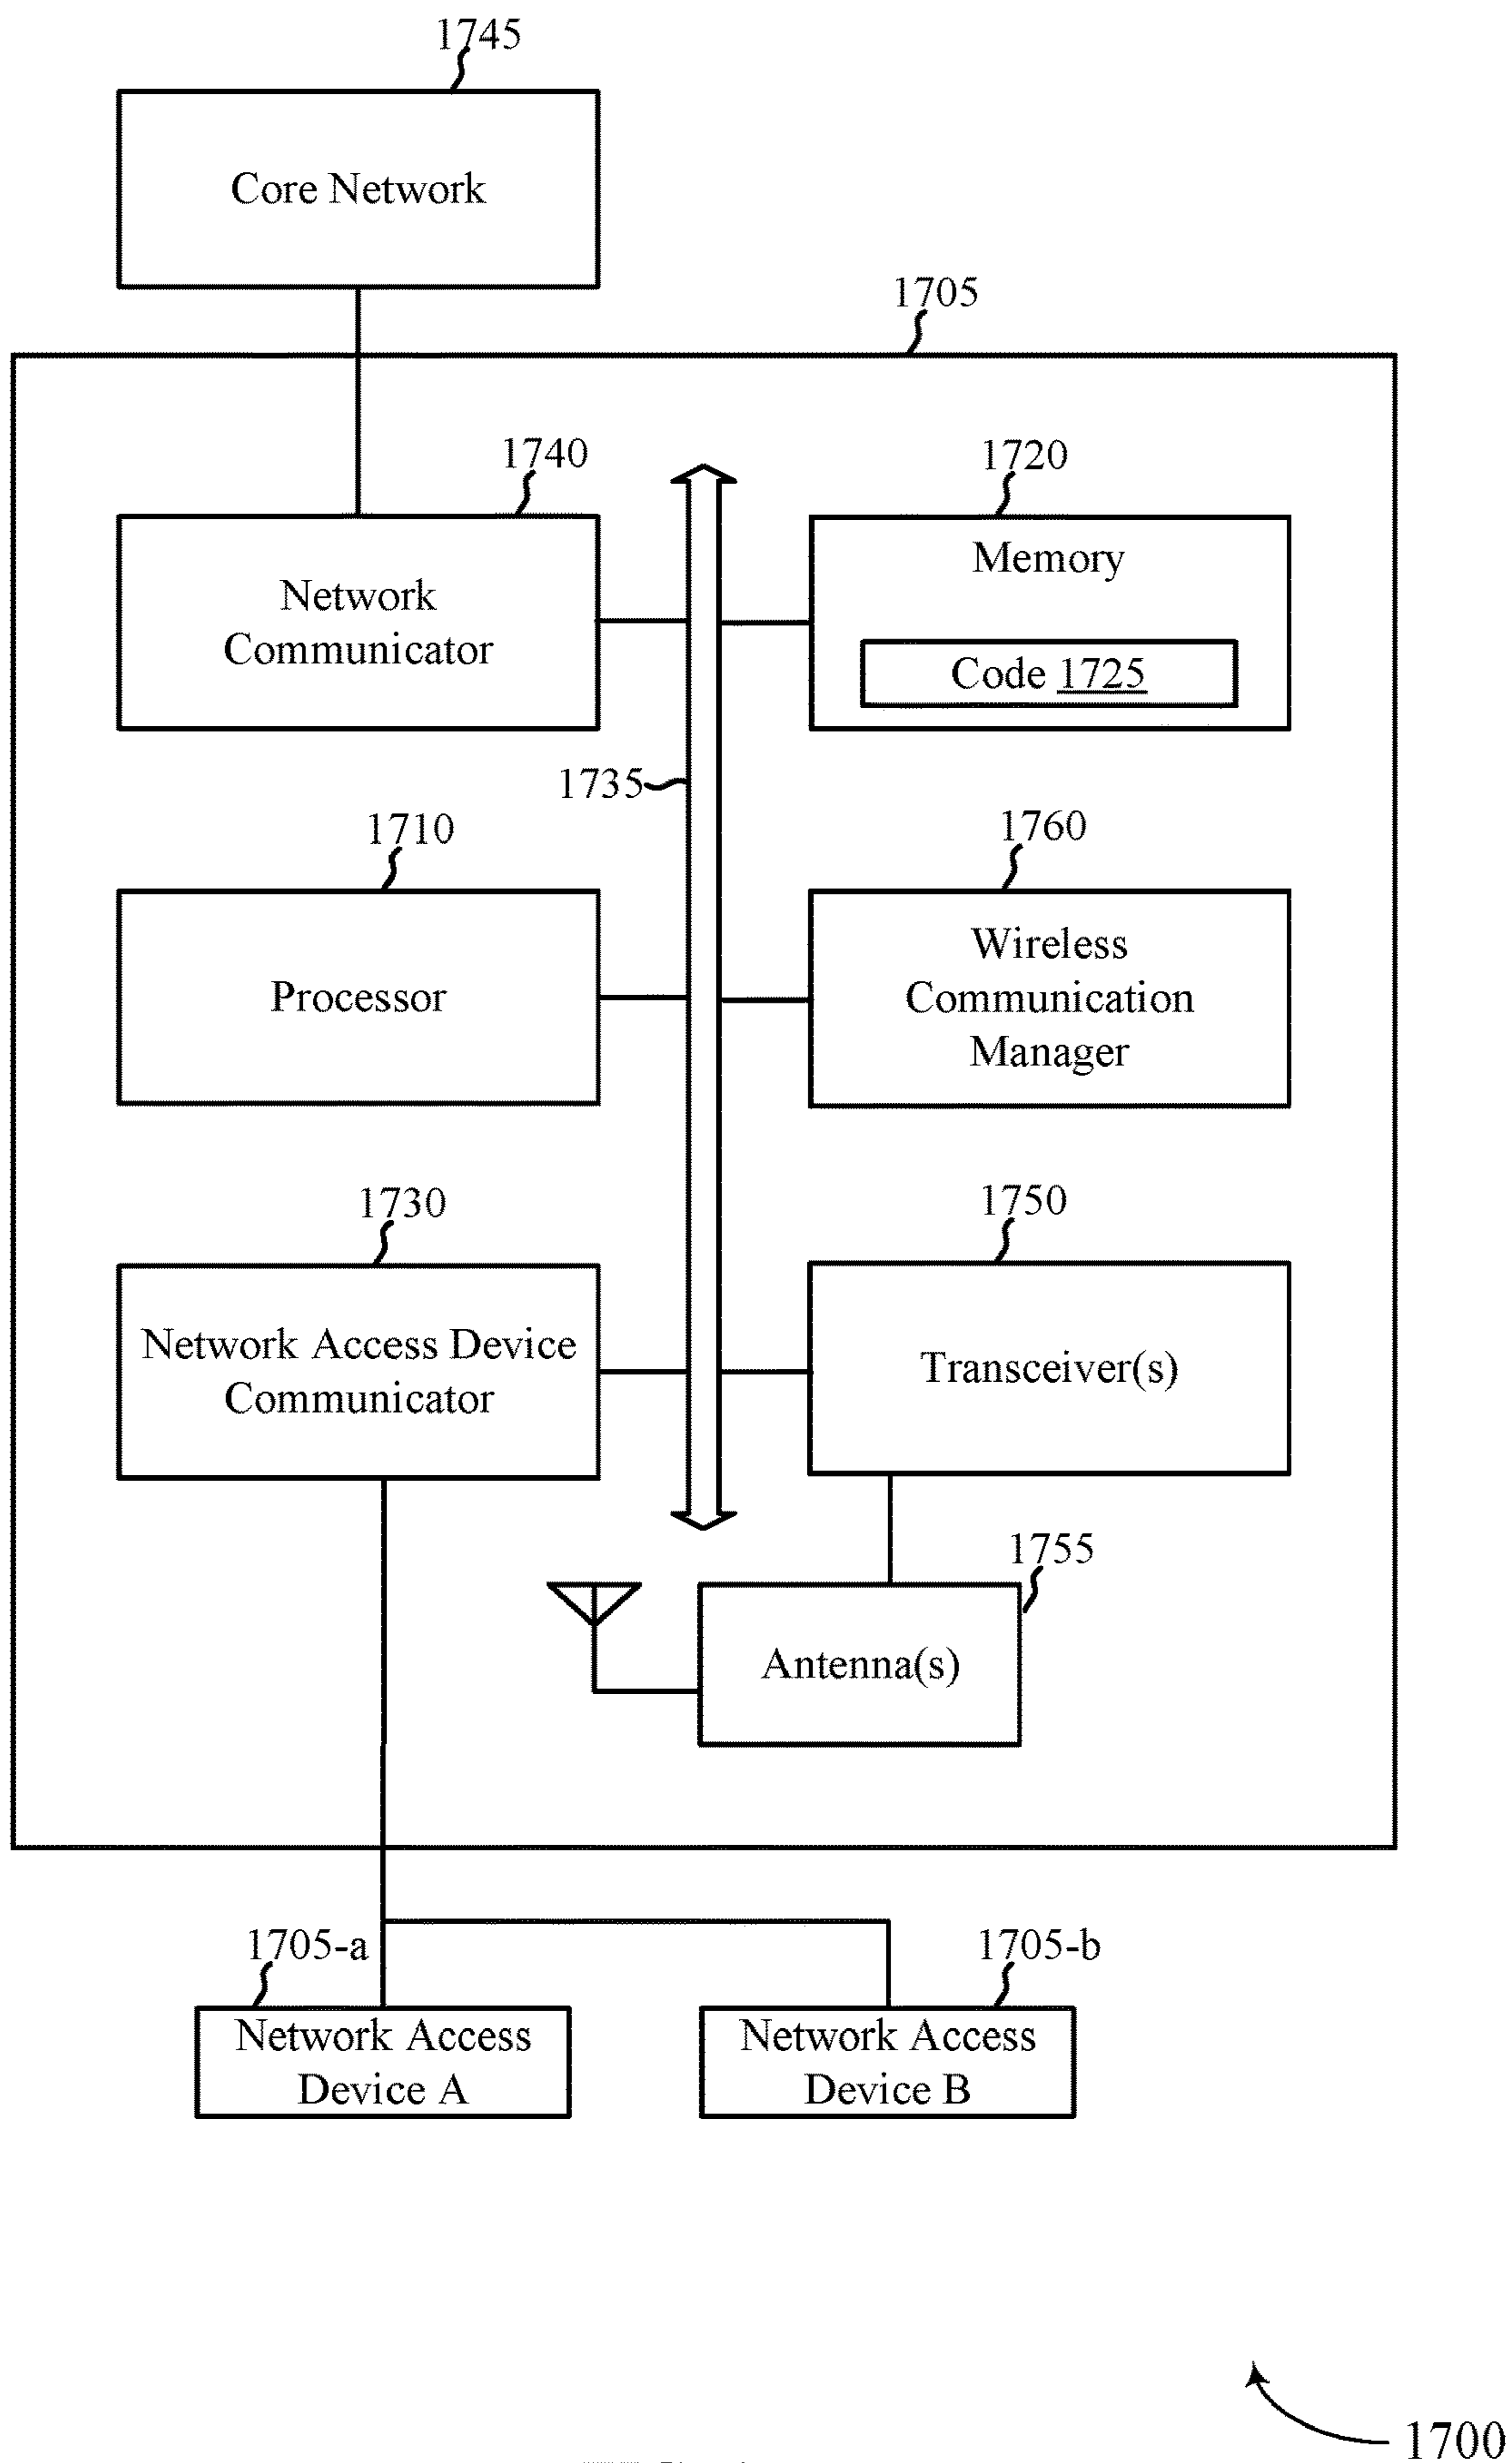 1745
Core Network
1705
1740
1720
Network
Communicator
Memory
Code 1725
1735
1710
1760
Processor
Wireless
Communication
Manager
1730
1750
Network Access Device
Communicator
Transceiver(s)
1755
Antenna(s)
1705-a
1705-b
Network Access
Device A
Network Access
Device B
1700